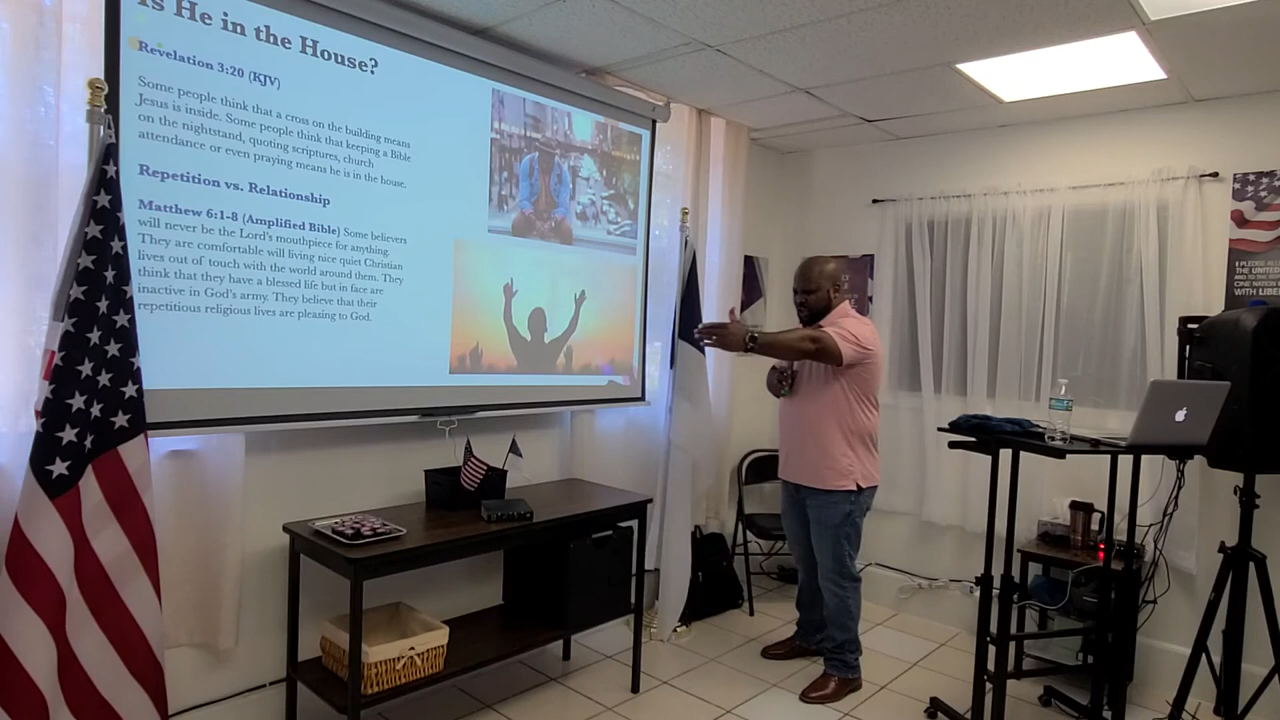 Is He in the House?
Revelation 3:20 (KJV)
Some people think that a cross on the building means
Jesus is inside. Some people think that keeping a Bible
on the nightstand, quoting scriptures, church
attendance or even praying means he is in the house.
Repetition vs. Relationship
Matthew 6:1-8 (Amplified Bible) Some believers
will never be the Lord's mouthpiece for anything.
They are comfortable will living nice quiet Christian
lives out of touch with the world around them. They
think that they have a blessed life but in face are
inactive in God's army. They believe that their
repetitious religious lives are pleasing to God.
I PLEDGE
THE UNITED
AND TO THE
ONE NATION
WITH